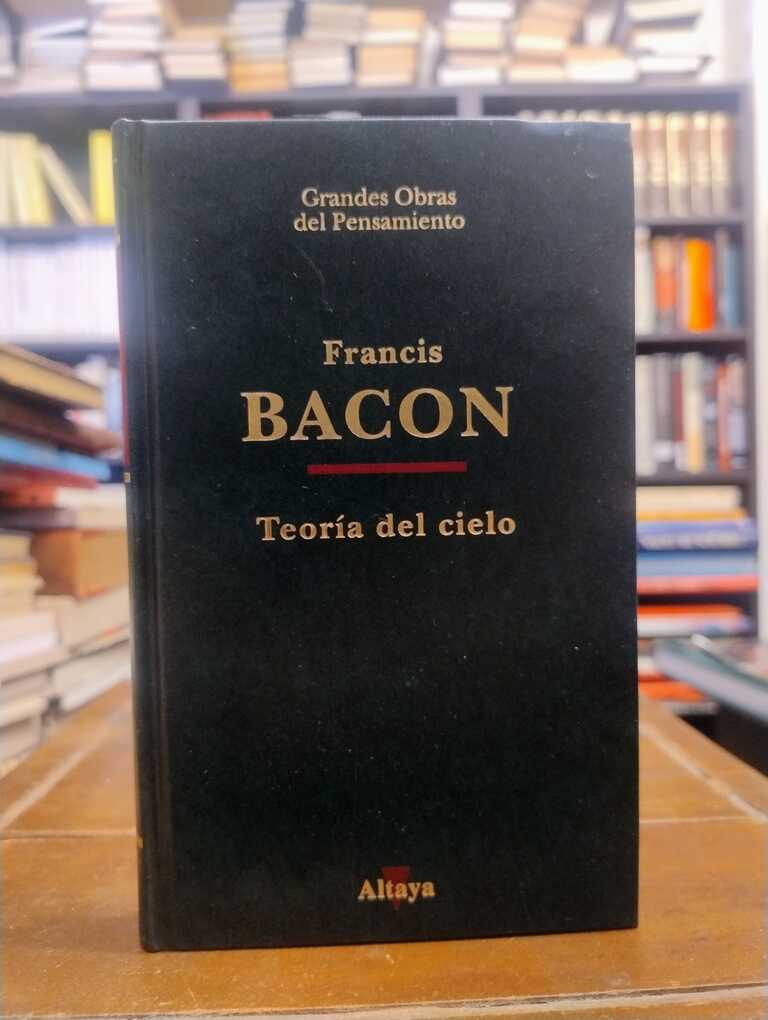 Grandes Obras
del Pensamiento
Francis
BACON
Teoría del cielo
Altaya